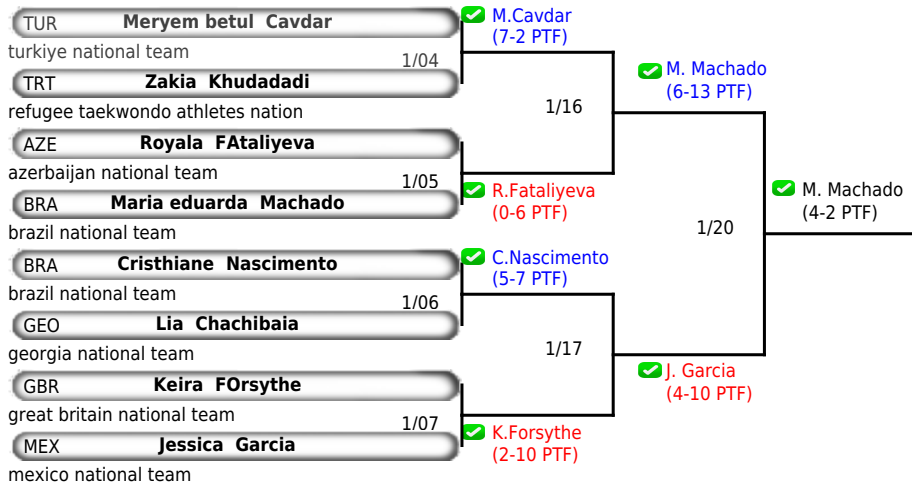 TUR Meryem betul Cavdar
turkiye national team
1/04
TRT Zakia Khudadadi
refugee taekwondo athletes nation
AZE Royala FAtaliyeva
azerbaijan national team
1/05
BRA Maria eduarda Machado
brazil national team
BRA Cristhiane Nascimento
brazil national team
1/06
GEO Lia Chachibaia
georgia national team
GBR Keira FOrsythe
great britain national team
1/07
MEX Jessica Garcia
mexico national team
M.Cavdar
(7-2 PTF)
1/16
R.Fataliyeva
(0-6 PTF)
C.Nascimento
(5-7 PTF)
1/17
K.Forsythe
(2-10 PTF)
M. Machado
(6-13 PTF)
1/20
J. Garcia
(4-10 PTF)
M. Machado
(4-2 PTF)